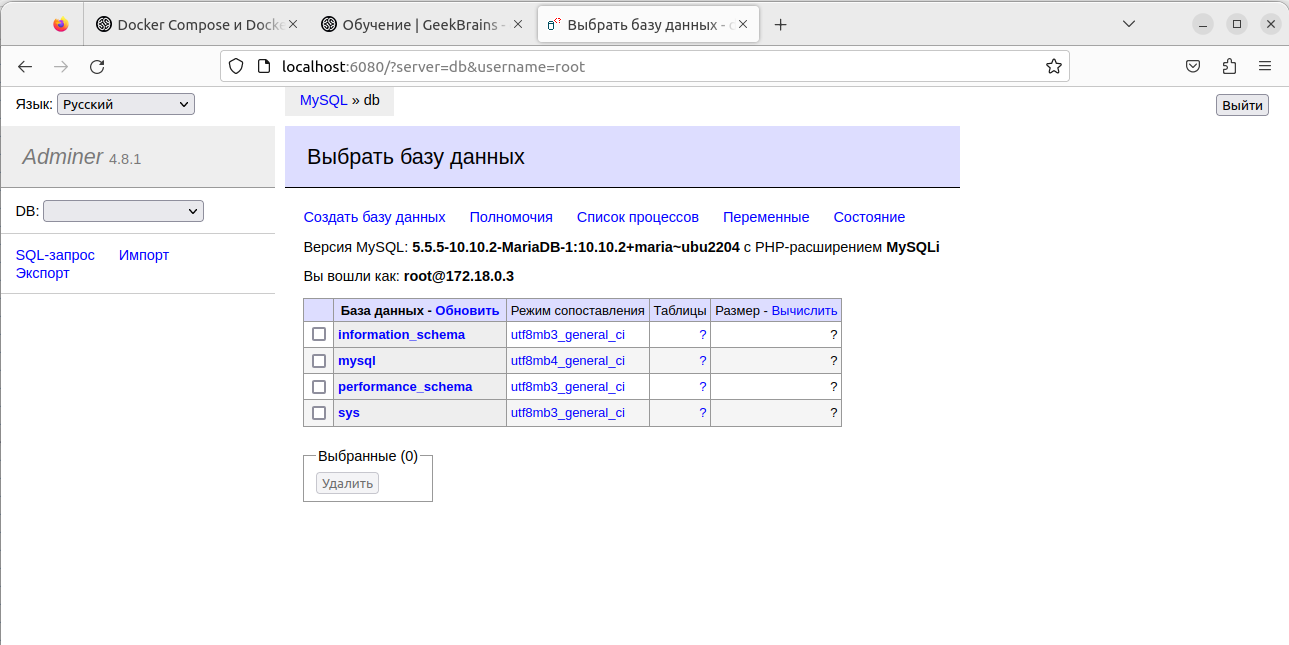 Docker Compose и Docke
Обучение | GeekBrains -
Выбрать базу данных -
localhost:6080/?server=db&username=root
Язык: Русский
MySQL » db
Выйти
Adminer 4.8.1
Выбрать базу данных
DB:
Создать базу данных Полномочия Список процессов Переменные Состояние
SQL-запрос Импорт
Экспорт
Версия MySQL: 5.5.5-10.10.2-MariaDB-1:10.10.2+maria~ubu2204 с PHP-расширением MySQLi
Вы вошли как: root@172.18.0.3
База данных - Обновить Режим сопоставления Таблицы Размер - Вычислить
information_schema utf8mb3_general_ci ? ?
mysql utf8mb4_general_ci ? ?
performance_schema utf8mb3_general_ci ? ?
sys utf8mb3_general_ci ? ?
Выбранные (0)
Удалить